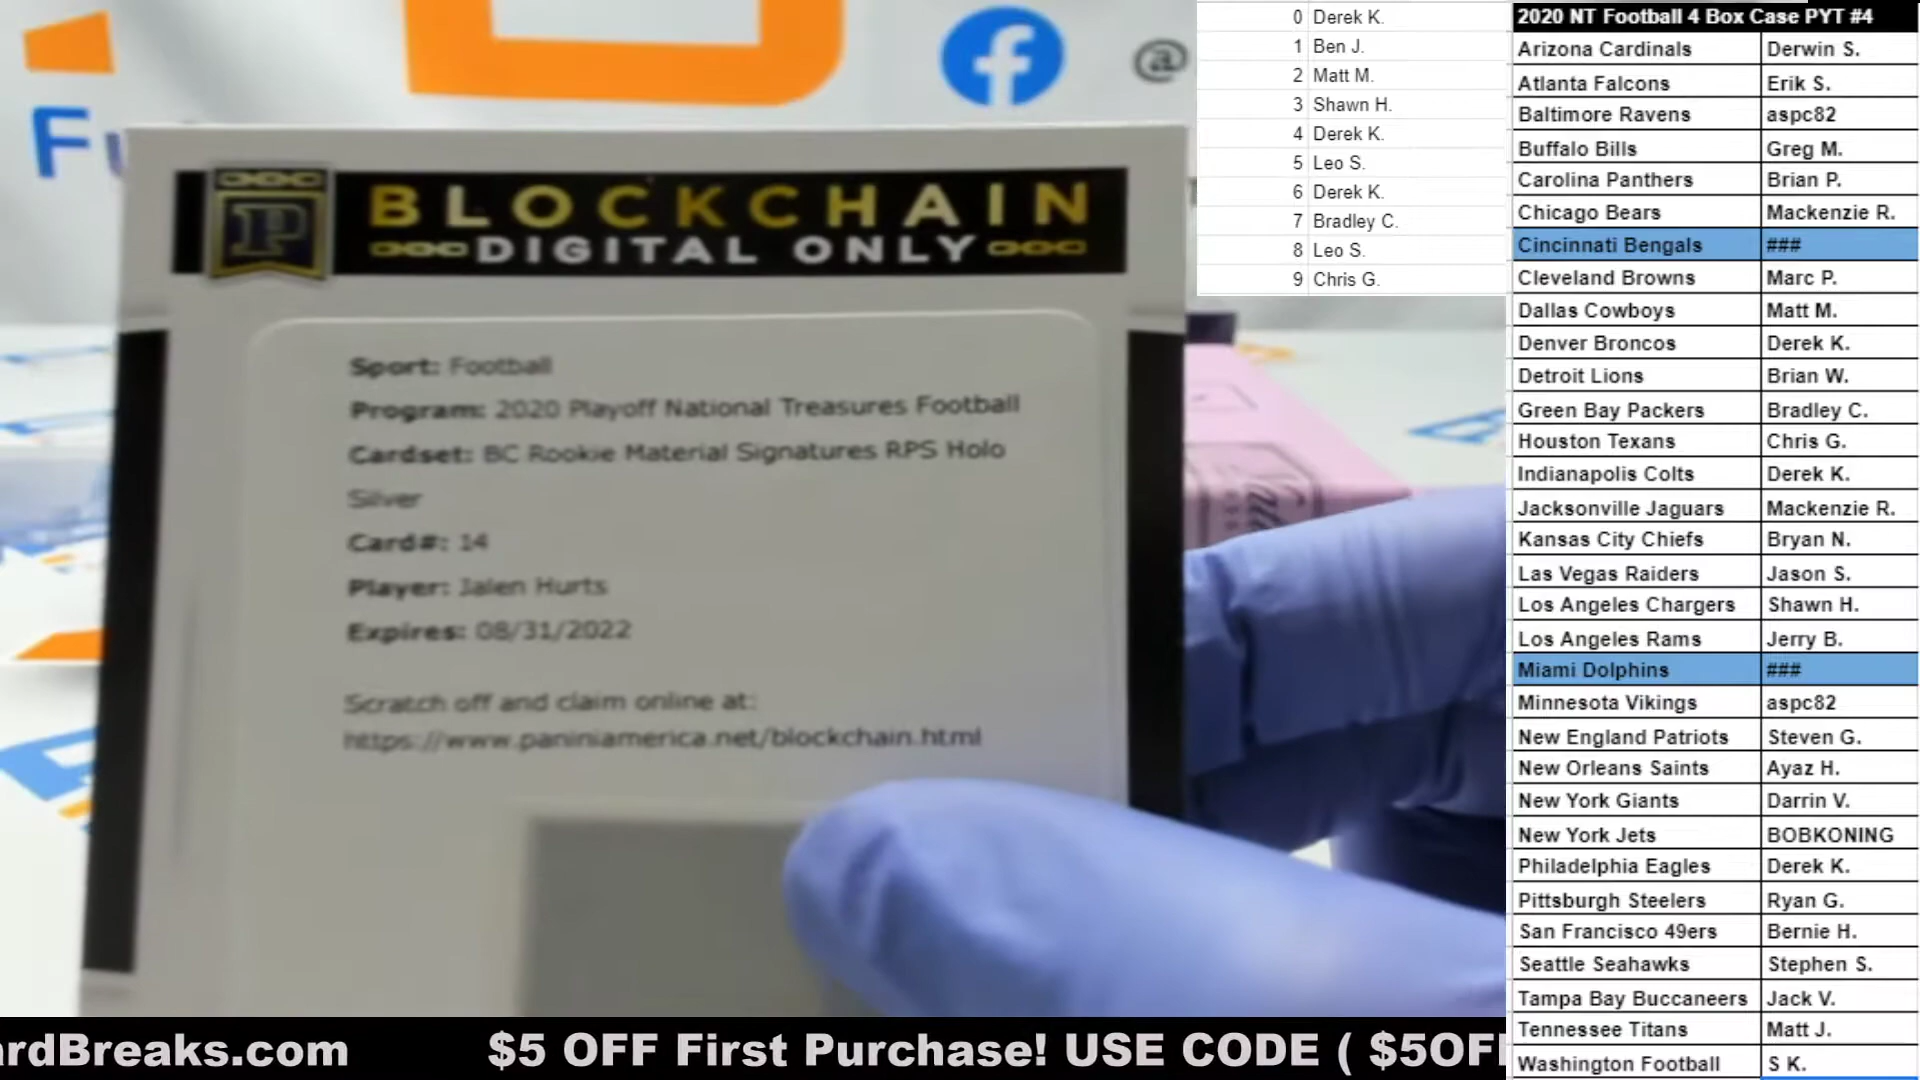 F
@
P
BLOCKCHAIN
DIGITAL ONLY
Sport: Football
Program: 2020 Playoff National Treasures Football
Cardset: BC Rookie Material Signatures RPS Holo
Silver
Card#: 14
Player: Jalen Hurts
Expires: 08/31/2022
Scratch off and claim online at:
https://www.paniniamerica.net/blockchain.html
0 Derek K.
1 Ben J.
2 Matt M.
3 Shawn H.
4 Derek K.
5 Leo S.
6 Derek K.
7 Bradley C.
8 Leo S.
9 Chris G.
2020 NT Football 4 Box Case PYT #4
Arizona Cardinals Derwin S.
Atlanta Falcons Erik S.
Baltimore Ravens aspc82
Buffalo Bills Greg M.
Carolina Panthers Brian P.
Chicago Bears Mackenzie R.
Cincinnati Bengals ###
Cleveland Browns Marc P.
Dallas Cowboys Matt M.
Denver Broncos Derek K.
Detroit Lions Brian W.
Green Bay Packers Bradley C.
Houston Texans Chris G.
Indianapolis Colts Derek K.
Jacksonville Jaguars Mackenzie R.
Kansas City Chiefs Bryan N.
Las Vegas Raiders Jason S.
Los Angeles Chargers Shawn H.
Los Angeles Rams Jerry B.
Miami Dolphins ###
Minnesota Vikings aspc82
New England Patriots Steven G.
New Orleans Saints Ayaz H.
New York Giants Darrin V.
New York Jets BOBKONING
Philadelphia Eagles Derek K.
Pittsburgh Steelers Ryan G.
San Francisco 49ers Bernie H.
Seattle Seahawks Stephen S.
Tampa Bay Buccaneers Jack V.
Tennessee Titans Matt J.
Washington Football S K.
ardBreaks.com $5 OFF First Purchase! USE CODE ( $5OF